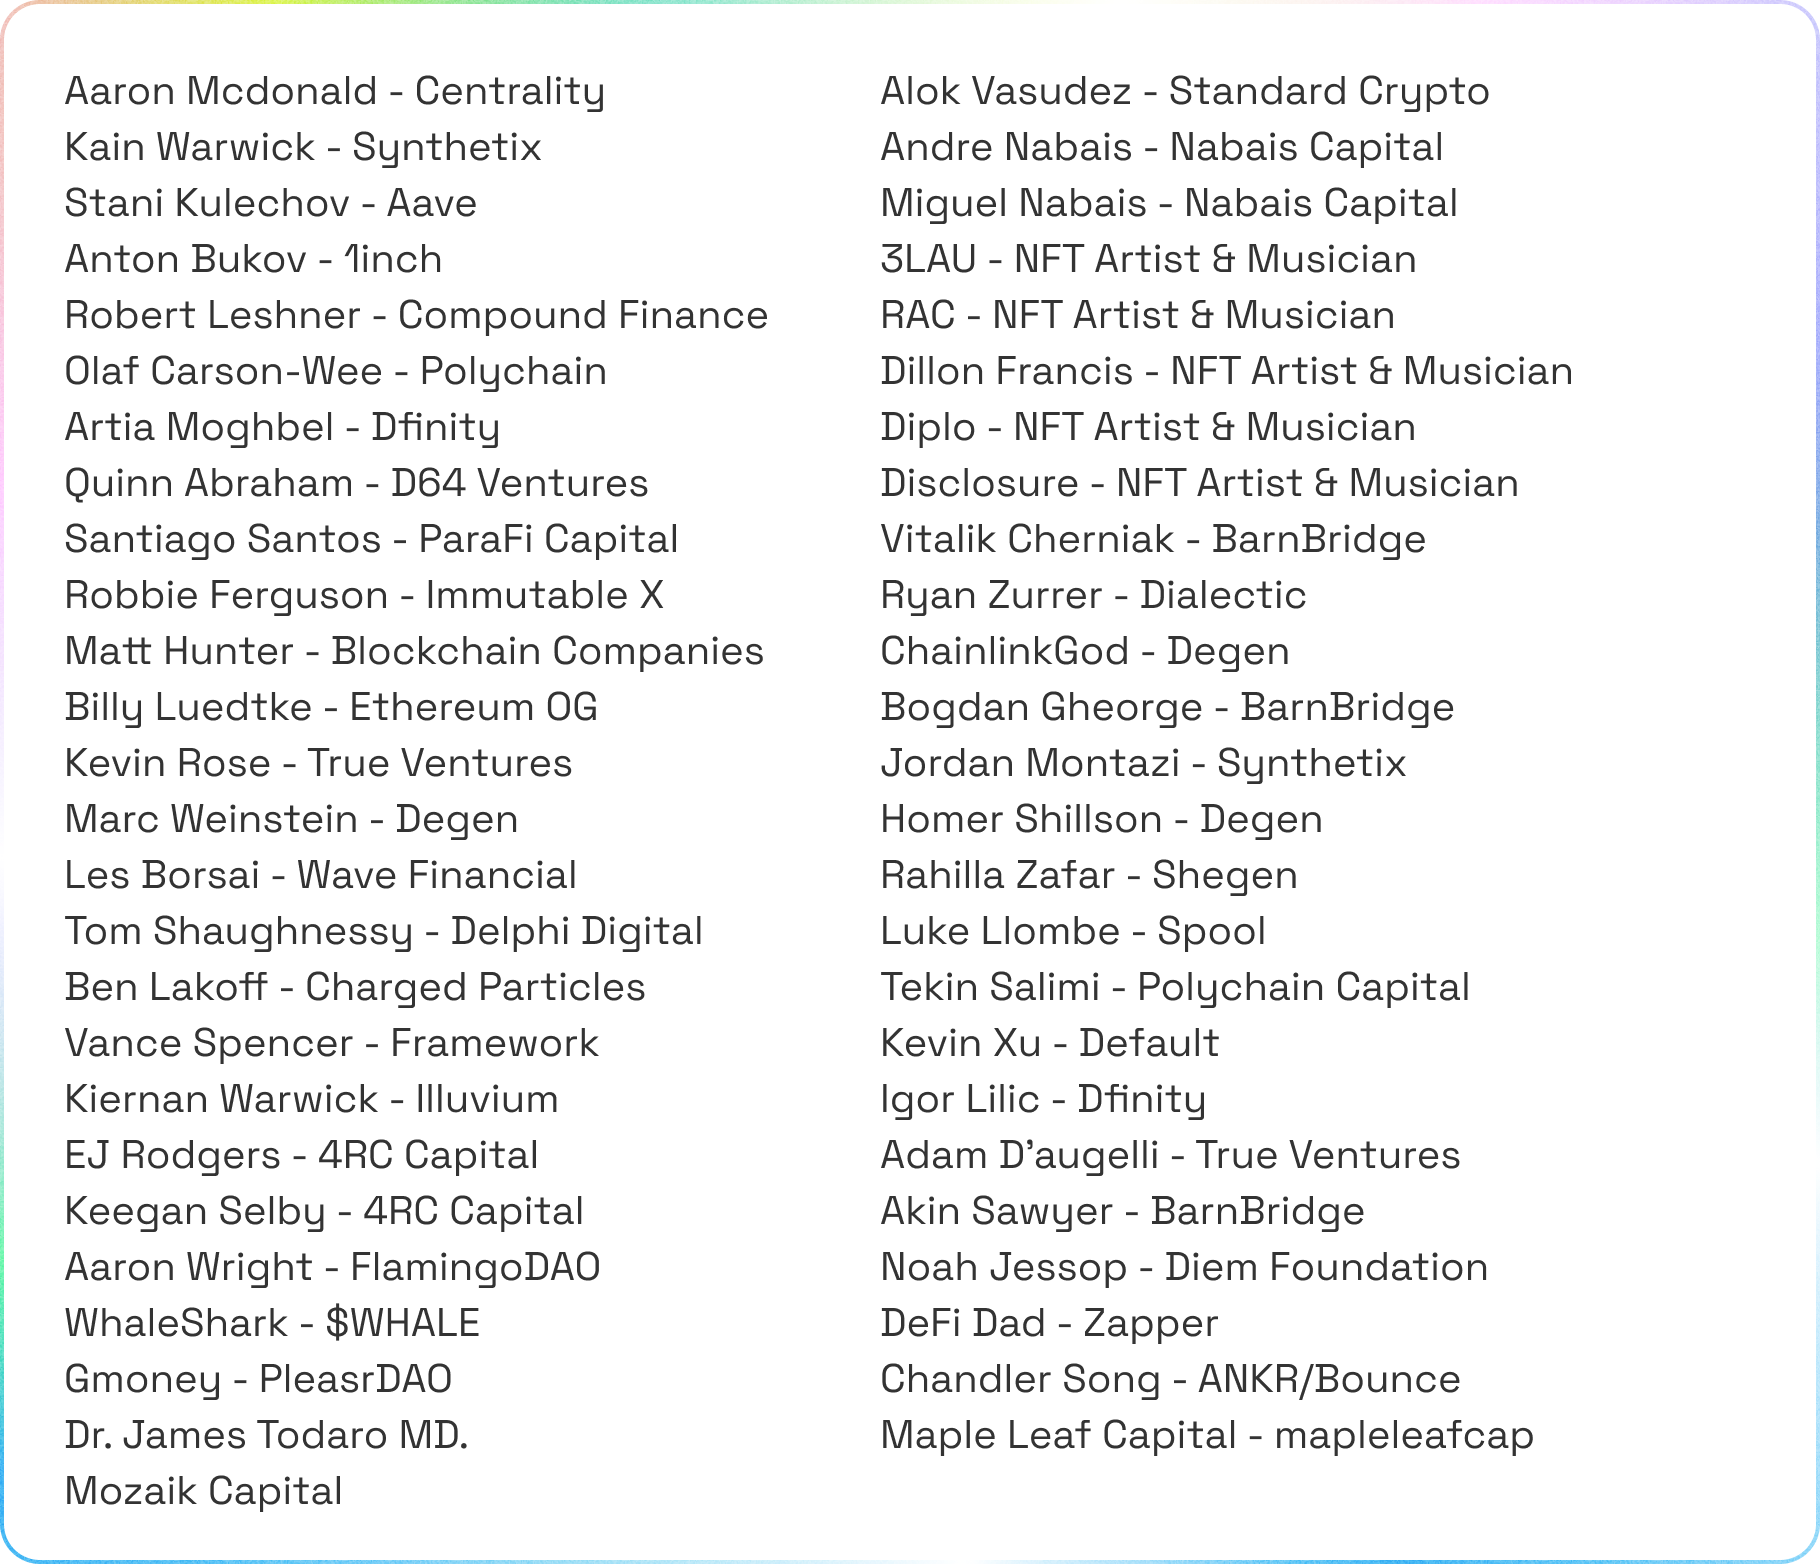 Aaron Mcdonald - Centrality
Kain Warwick - Synthetix
Stani Kulechov - Aave
Anton Bukov - 1inch
Robert Leshner - Compound Finance
Olaf Carson-Wee - Polychain
Artia Moghbel - Dfinity
Quinn Abraham - D64 Ventures
Santiago Santos - ParaFi Capital
Robbie Ferguson - Immutable X
Matt Hunter - Blockchain Companies
Billy Luedtke - Ethereum OG
Kevin Rose - True Ventures
Marc Weinstein - Degen
Les Borsai - Wave Financial
Tom Shaughnessy - Delphi Digital
Ben Lakoff - Charged Particles
Vance Spencer - Framework
Kiernan Warwick - Illuvium
EJ Rodgers - 4RC Capital
Keegan Selby - 4RC Capital
Aaron Wright - FlamingoDAO
WhaleShark - $WHALE
Gmoney - PleasrDAO
Dr. James Todaro MD.
Mozaik Capital
Alok Vasudez - Standard Crypto
Andre Nabais - Nabais Capital
Miguel Nabais - Nabais Capital
3LAU - NFT Artist & Musician
RAC - NFT Artist & Musician
Dillon Francis - NFT Artist & Musician
Diplo - NFT Artist & Musician
Disclosure - NFT Artist & Musician
Vitalik Cherniak - BarnBridge
Ryan Zurrer - Dialectic
ChainlinkGod - Degen
Bogdan Gheorge - BarnBridge
Jordan Montazi - Synthetix
Homer Shillson - Degen
Rahilla Zafar - Shegen
Luke Llombe - Spool
Tekin Salimi - Polychain Capital
Kevin Xu - Default
Igor Lilic - Dfinity
Adam D’augelli - True Ventures
Akin Sawyer - BarnBridge
Noah Jessop - Diem Foundation
DeFi Dad - Zapper
Chandler Song - ANKR/Bounce
Maple Leaf Capital - mapleleafcap